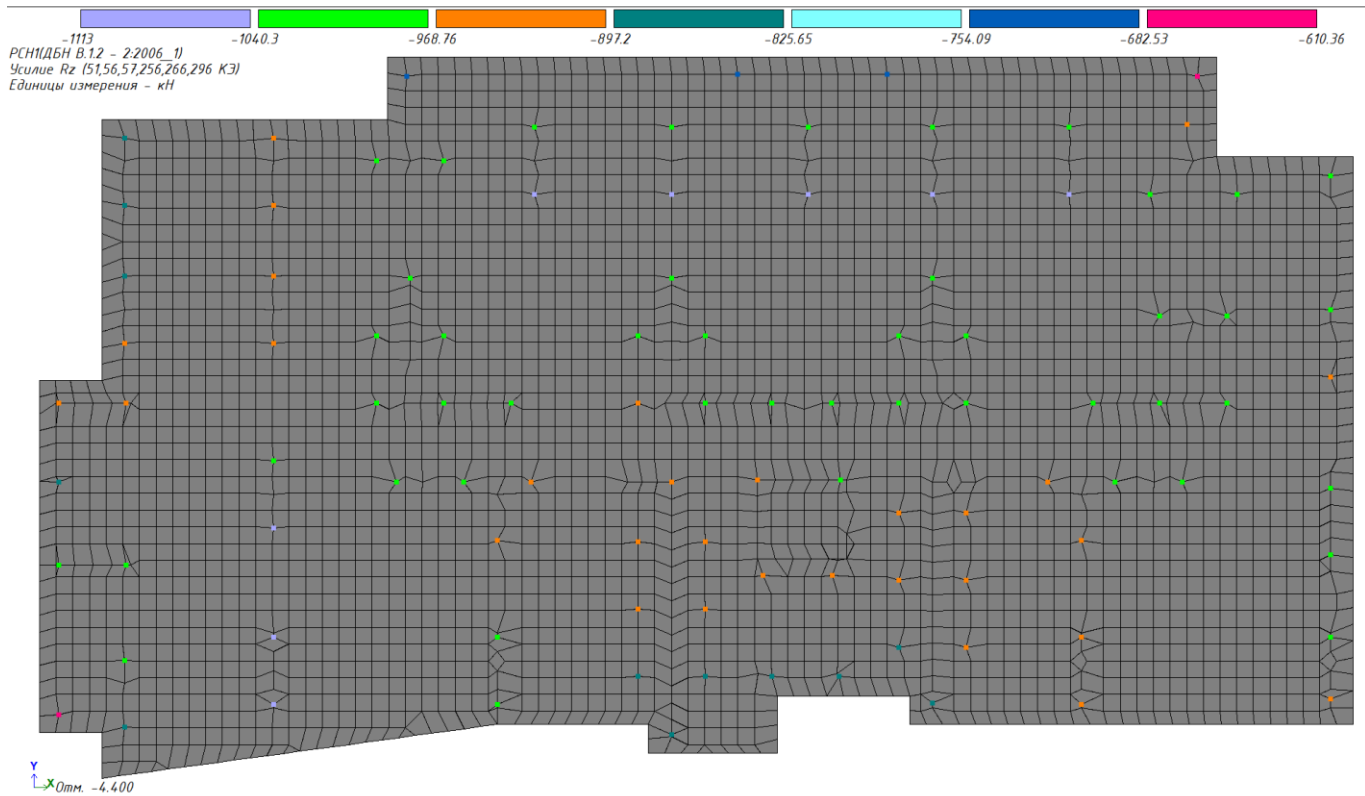 -1113 -1040.3 -968.76 -897.2 -825.65 -754.09 -682.53 -610.36
РСН1(ДБН В.1.2 - 2:2006_1)
Усилие Rz (51,56,57,256,266,296 КЭ)
Единицы измерения - кН
Y
X Отм. -4.400